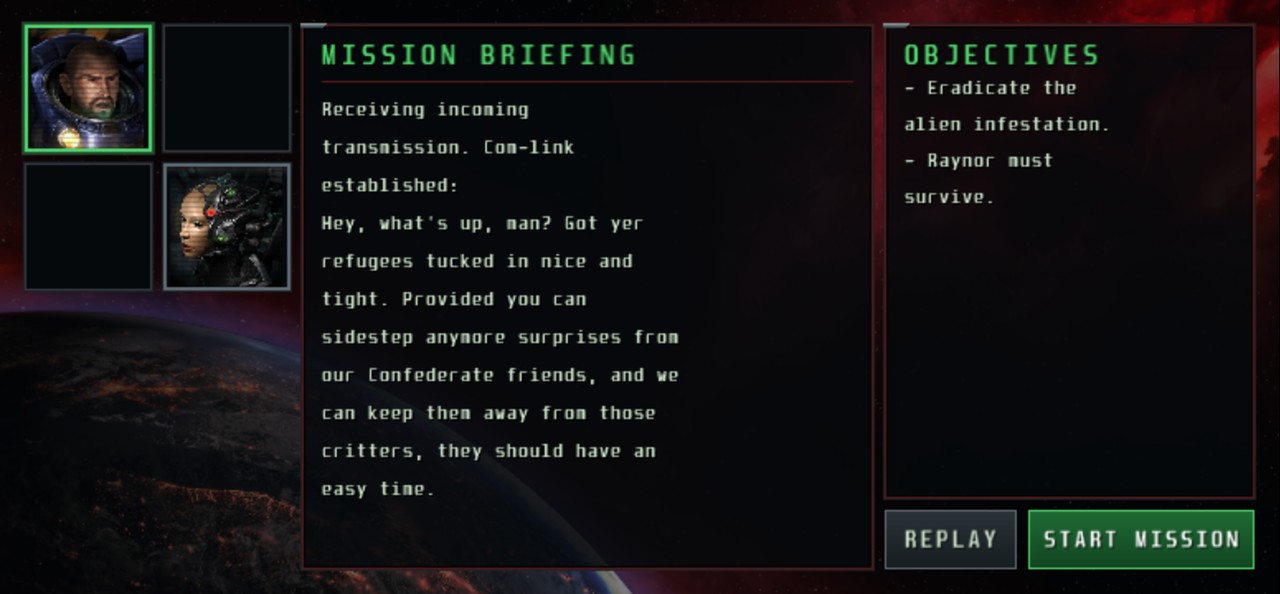 MISSION BRIEFING
Receiving incoming
transmission. Com-link
established:
Hey, what's up, man? Got yer
refugees tucked in nice and
tight. Provided you can
sidestep anymore surprises from
our Confederate friends, and we
can keep them away from those
critters, they should have an
easy time.
OBJECTIVES
- Eradicate the
alien infestation.
- Raynor must
survive.
REPLAY
START MISSION